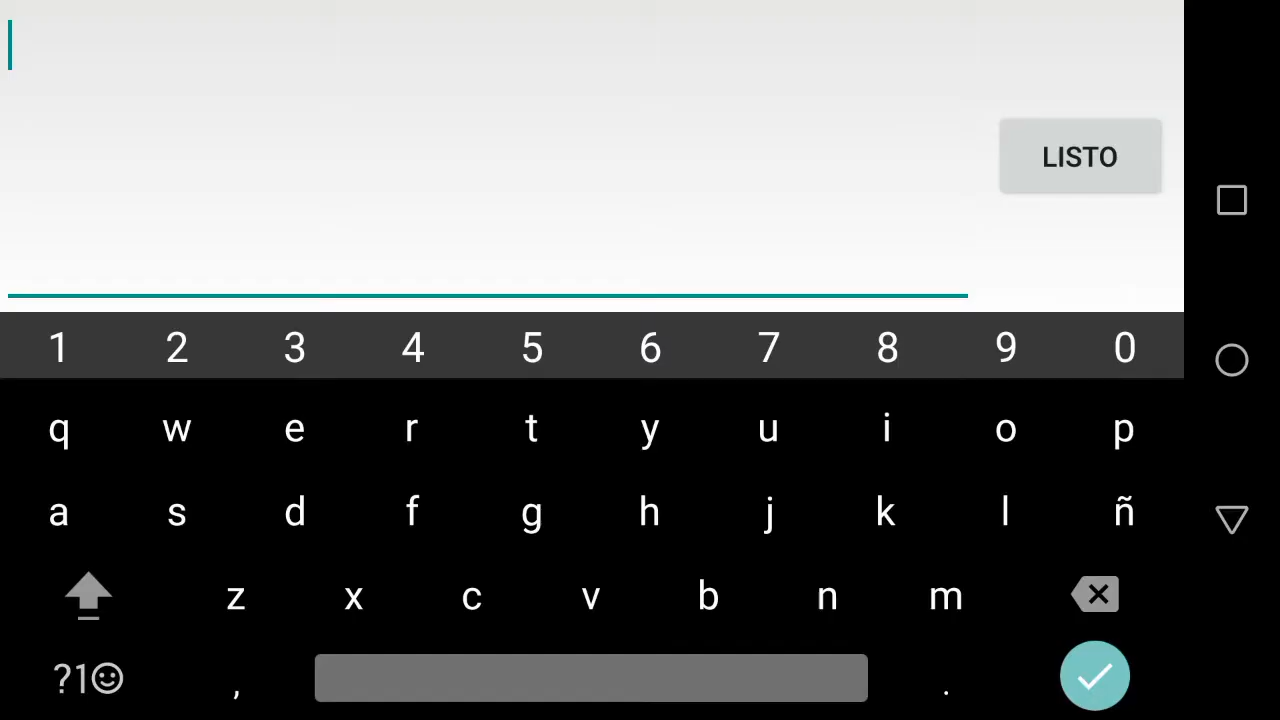 LISTO
1 2 3 4 5 6 7 8 9 0
q w e r t y u i o p
a s d f g h j k l ñ
z x c v b n m
?1☺ , .